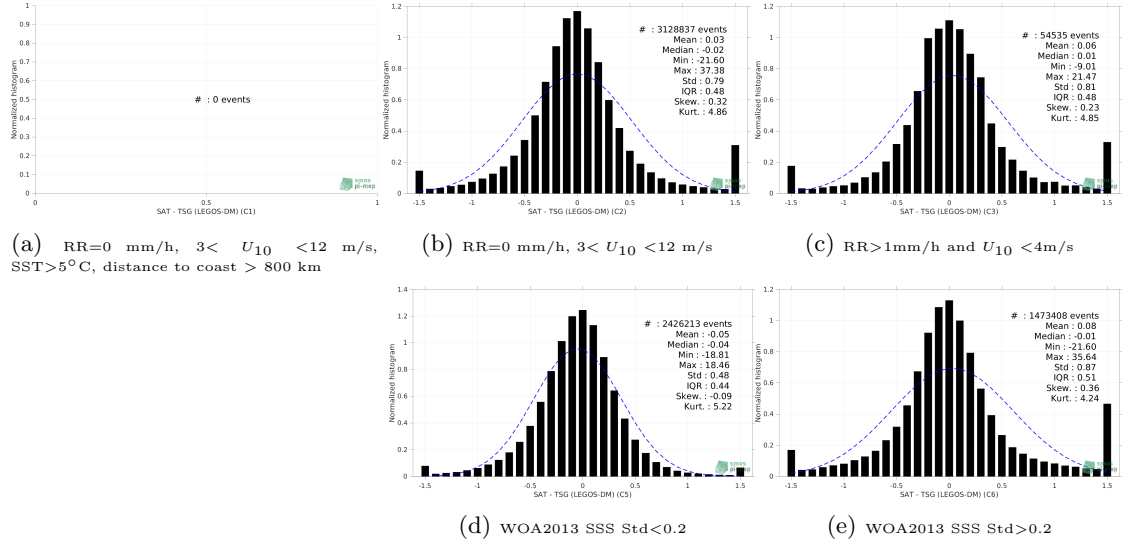 1
0.9
0.8
0.7
0.6
0.5
0.4
0.3
0.2
0.1
0
Normalized histogram
# : 0 events
smos
pi-mep
0 0.5 1
SAT - TSG (LEGOS-DM) (C1)
(a) RR=0 mm/h, 3< U10 <12 m/s,
SST>5°C, distance to coast > 800 km
1.2
1
0.8
0.6
0.4
0.2
0
Normalized histogram
# : 3128837 events
Mean : 0.03
Median : -0.02
Min : -21.60
Max : 37.38
Std : 0.79
IQR : 0.48
Skew. : 0.32
Kurt. : 4.86
smos
pi-mep
-1.5 -1 -0.5 0 0.5 1 1.5
SAT - TSG (LEGOS-DM) (C2)
(b) RR=0 mm/h, 3< U10 <12 m/s
1.2
1
0.8
0.6
0.4
0.2
0
Normalized histogram
# : 54535 events
Mean : 0.06
Median : 0.01
Min : -9.01
Max : 21.47
Std : 0.81
IQR : 0.48
Skew. : 0.23
Kurt. : 4.85
smos
pi-mep
-1.5 -1 -0.5 0 0.5 1 1.5
SAT - TSG (LEGOS-DM) (C3)
(c) RR>1mm/h and U10 <4m/s
1.4
1.2
1
0.8
0.6
0.4
0.2
0
Normalized histogram
# : 2426213 events
Mean : -0.05
Median : -0.04
Min : -18.81
Max : 18.46
Std : 0.48
IQR : 0.44
Skew. : -0.09
Kurt. : 5.22
smos
pi-mep
-1.5 -1 -0.5 0 0.5 1 1.5
SAT - TSG (LEGOS-DM) (C5)
(d) WOA2013 SSS Std<0.2
1.2
1
0.8
0.6
0.4
0.2
0
Normalized histogram
# : 1473408 events
Mean : 0.08
Median : -0.01
Min : -21.60
Max : 35.64
Std : 0.87
IQR : 0.51
Skew. : 0.36
Kurt. : 4.24
smos
pi-mep
-1.5 -1 -0.5 0 0.5 1 1.5
SAT - TSG (LEGOS-DM) (C6)
(e) WOA2013 SSS Std>0.2